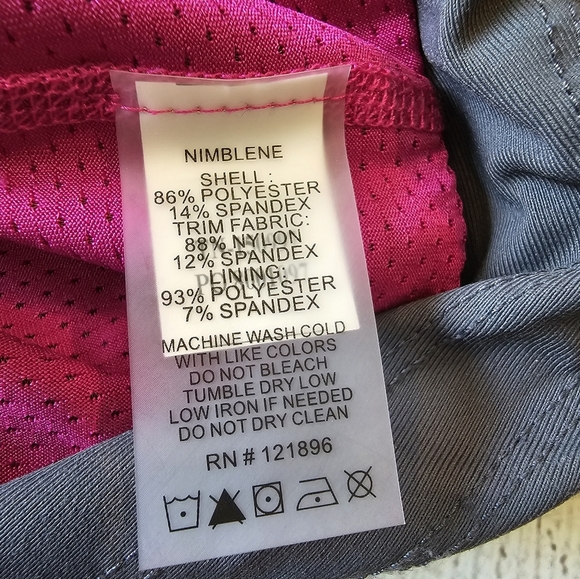 NIMBLENE
SHELL:
86% POLYESTER
14% SPANDEX
TRIM FABRIC:
88% NYLON
12% SPANDEX
LINING:
93% POLYESTER
7% SPANDEX
MACHINE WASH COLD
WITH LIKE COLORS
DO NOT BLEACH
TUMBLE DRY LOW
LOW IRON IF NEEDED
DO NOT DRY CLEAN
RN # 121896